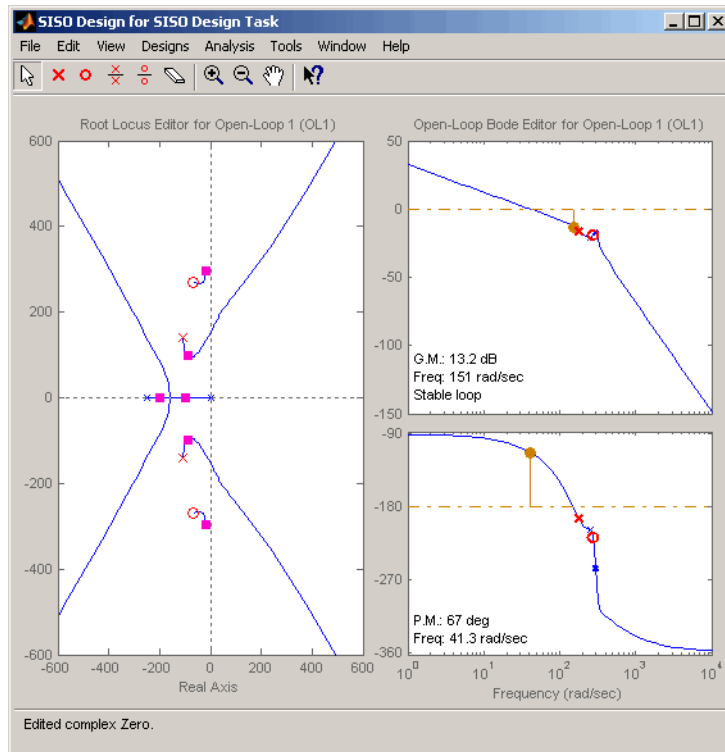 SISO Design for SISO Design Task
File Edit View Designs Analysis Tools Window Help
Root Locus Editor for Open-Loop 1 (OL1)
600
400
200
0
-200
-400
-600
-600 -400 -200 0 200 400 600
Real Axis
Open-Loop Bode Editor for Open-Loop 1 (OL1)
50
0
-50
-100
-150
G.M.: 13.2 dB
Freq: 151 rad/sec
Stable loop
-90
-180
-270
-360
P.M.: 67 deg
Freq: 41.3 rad/sec
10^0 10^1 10^2 10^3 10^4
Frequency (rad/sec)
Edited complex Zero.